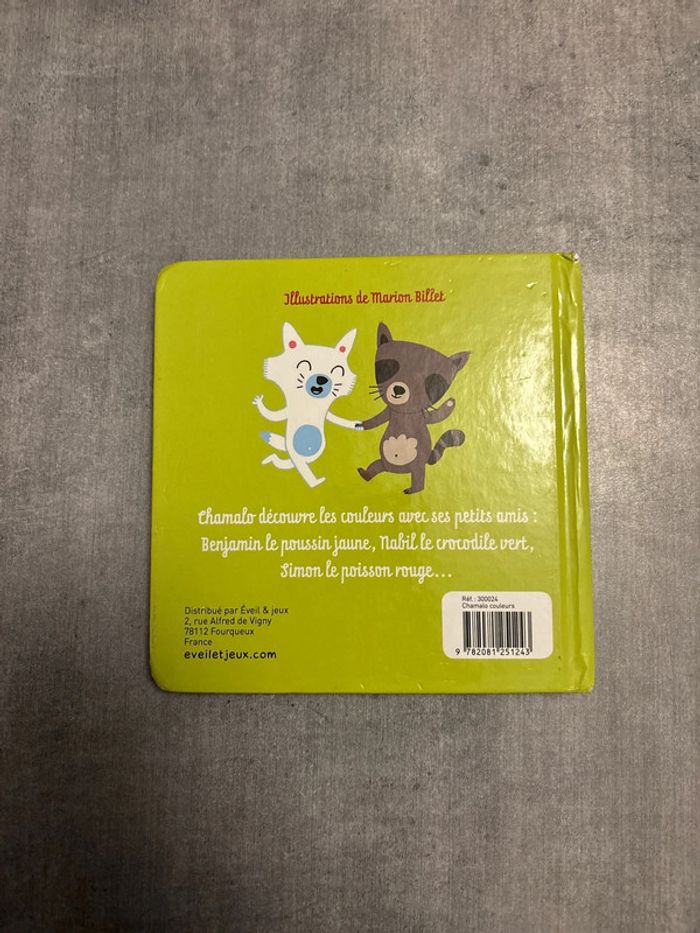 Illustrations de Marion Billet
Chamalo découvre les couleurs avec ses petits amis :
Benjamin le poussin jaune, Nabil le crocodile vert,
Simon le poisson rouge...
Distribué par Éveil & jeux
2, rue Alfred de Vigny
78112 Fourqueux
France
eveiletjeux.com
Réf. : 300024
Chamalo couleurs
9 782081 251243